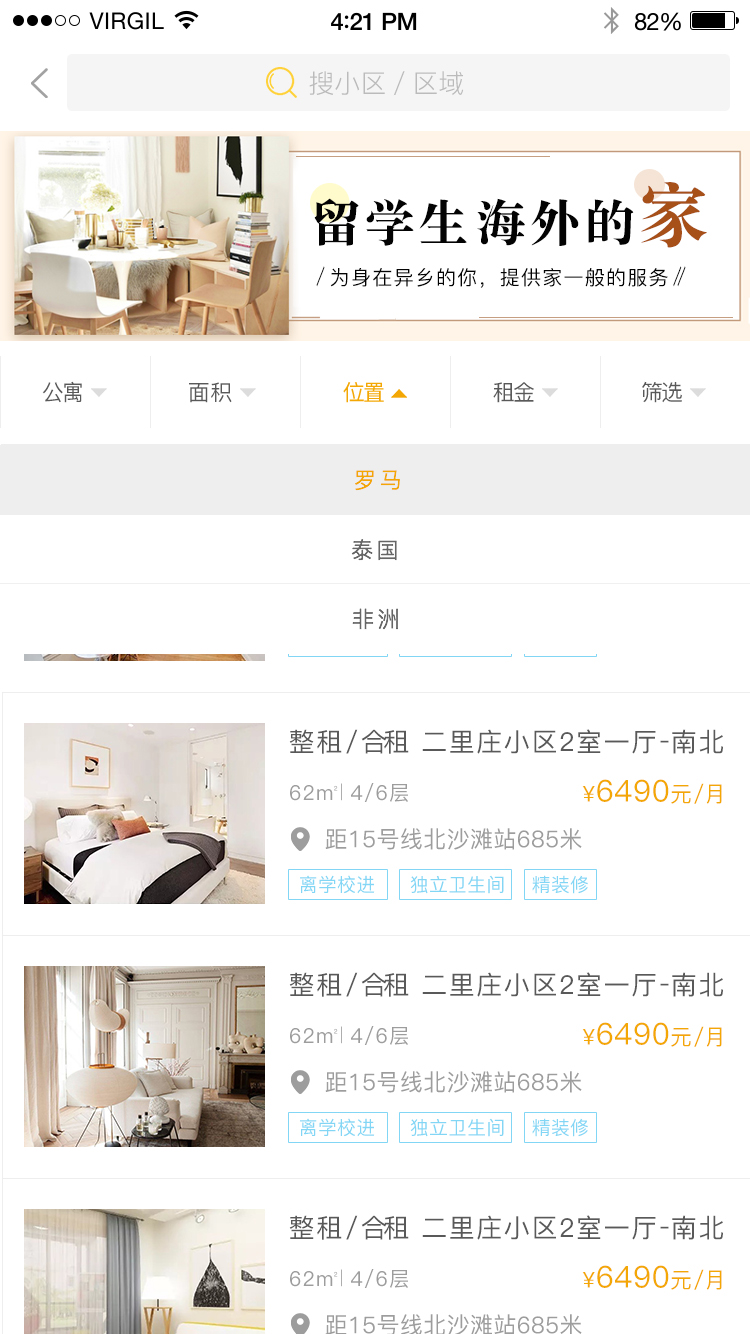 VIRGIL 4:21 PM 82%
搜小区 / 区域
留学生海外的家
/ 为身在异乡的你，提供家一般的服务 //
公寓 面积 位置 租金 筛选
罗马
泰国
非洲
整租/合租 二里庄小区2室一厅-南北
62㎡| 4/6层 ¥6490元/月
距15号线北沙滩站685米
离学校进 独立卫生间 精装修
整租/合租 二里庄小区2室一厅-南北
62㎡| 4/6层 ¥6490元/月
距15号线北沙滩站685米
离学校进 独立卫生间 精装修
整租/合租 二里庄小区2室一厅-南北
62㎡| 4/6层 ¥6490元/月
距15号线北沙滩站685米